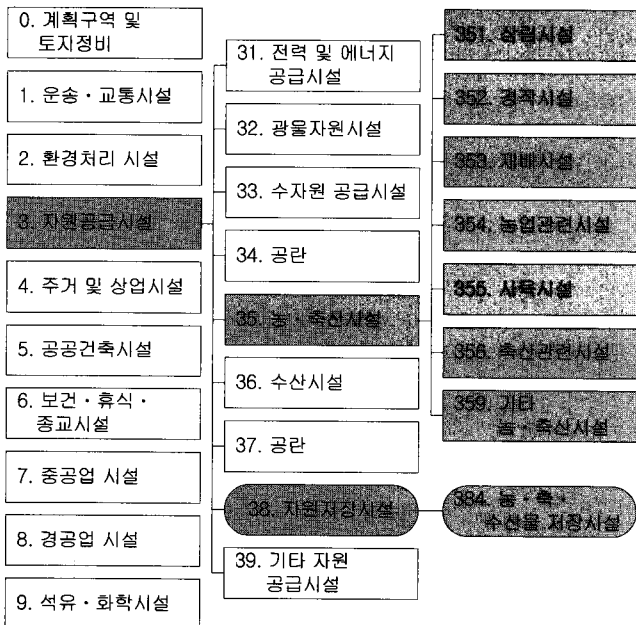 0. 계획구역 및
토지정비
1. 운송・교통시설
2. 환경처리 시설
3. 자원공급시설
4. 주거 및 상업시설
5. 공공건축시설
6. 보건・휴식・
종교시설
7. 중공업 시설
8. 경공업 시설
9. 석유・화학시설
31. 전력 및 에너지
공급시설
32. 광물자원시설
33. 수자원 공급시설
34. 공란
35. 농・축산시설
36. 수산시설
37. 공란
38. 자원저장시설
39. 기타 자원
공급시설
351. 삼림시설
352. 경작시설
353. 재배시설
354. 농업관련시설
355. 사육시설
356. 축산관련시설
359. 기타
농・축산시설
384. 농・축・
수산물 저장시설